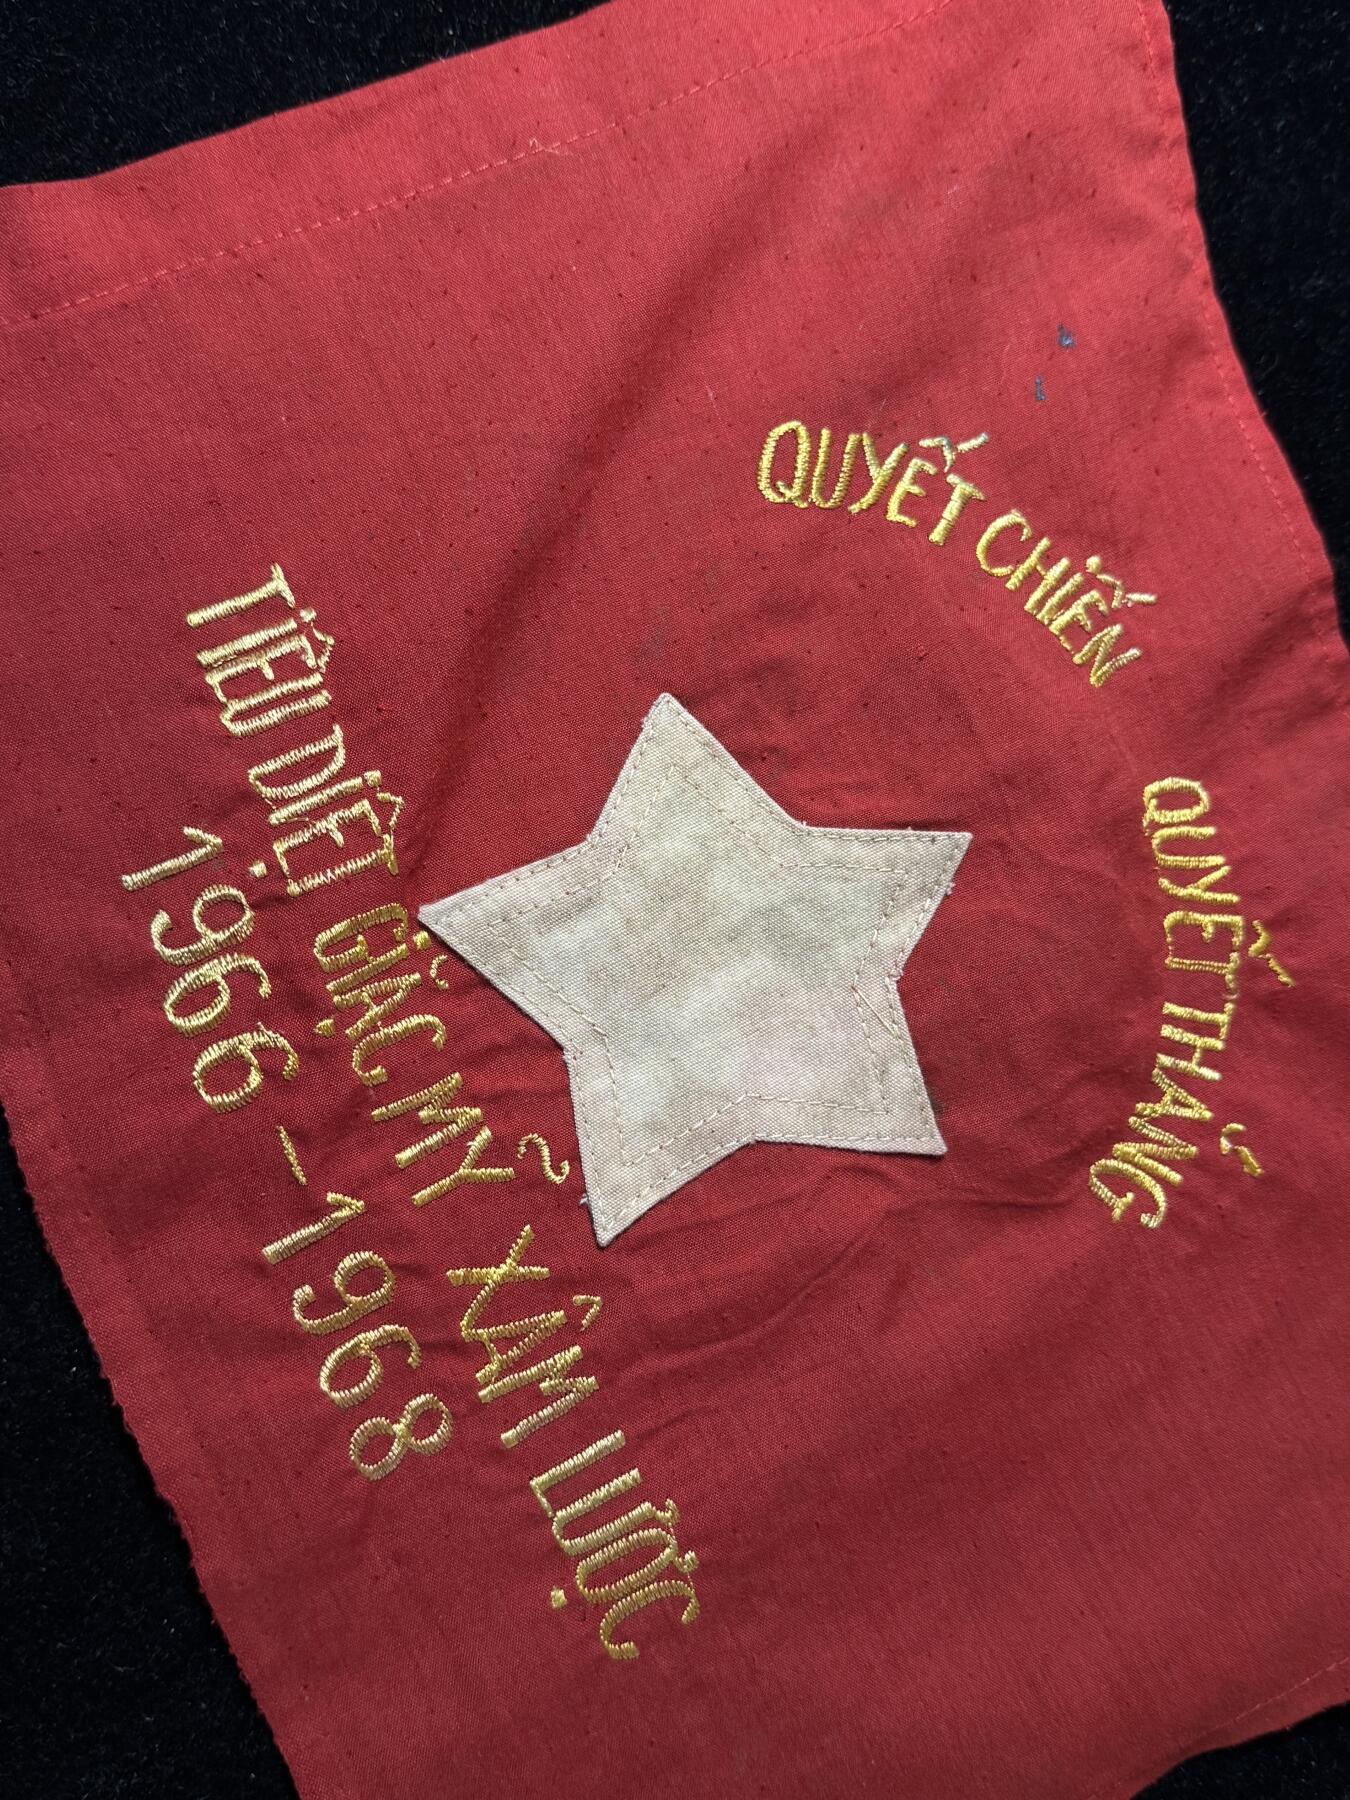 QUYẾT CHIẾN QUYẾT THẮNG
TIÊU DIỆT GIẶC MỸ XÂM LƯỢC
1966 - 1968